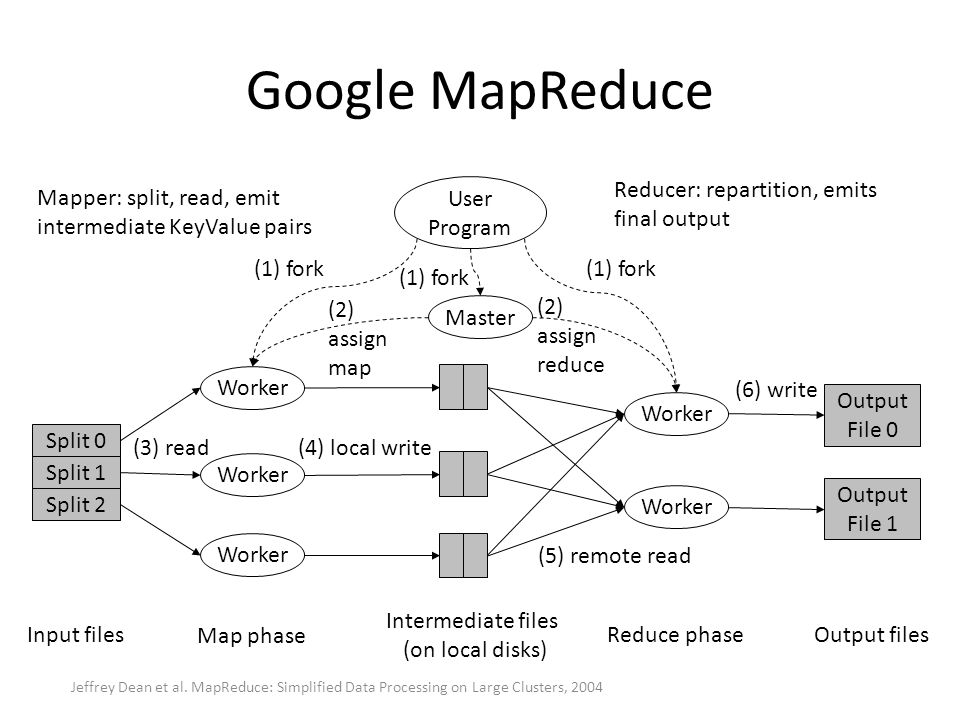 Google MapReduce
Mapper: split, read, emit
intermediate KeyValue pairs
User
Program
Reducer: repartition, emits
final output
(1) fork
(1) fork
(1) fork
(2)
assign
map
Master
(2)
assign
reduce
Worker
(6) write
Worker
Output
File 0
Split 0
(3) read
(4) local write
Split 1
Worker
Split 2
Worker
Output
File 1
Worker
(5) remote read
Input files
Map phase
Intermediate files
(on local disks)
Reduce phase
Output files
Jeffrey Dean et al. MapReduce: Simplified Data Processing on Large Clusters, 2004